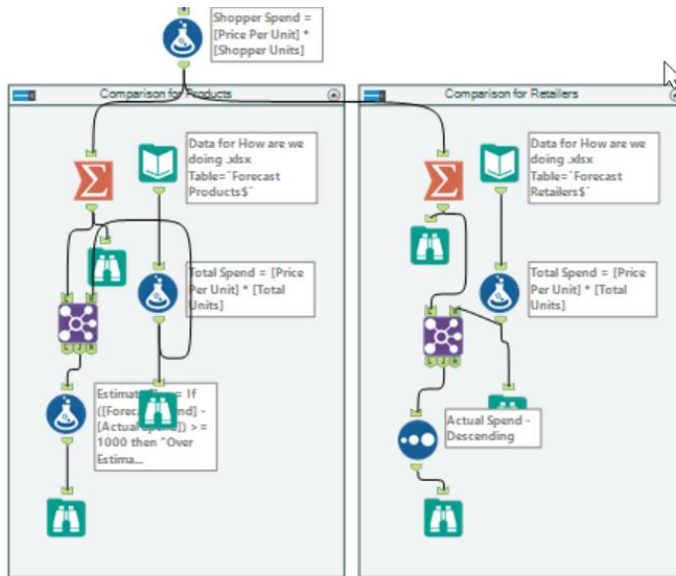 Shopper Spend =
[Price Per Unit] *
[Shopper Units]
Comparison for Products
Data for How are we
doing .xlsx
Table=`Forecast
Products$`
Total Spend = [Price
Per Unit] * [Total
Units]
L J R
= If
1000 then "Over
Estima...
Comparison for Retailers
Data for How are we
doing .xlsx
Table=`Forecast
Retailers$`
Total Spend = [Price
Per Unit] * [Total
Units]
L J R
Actual Spend -
Descending